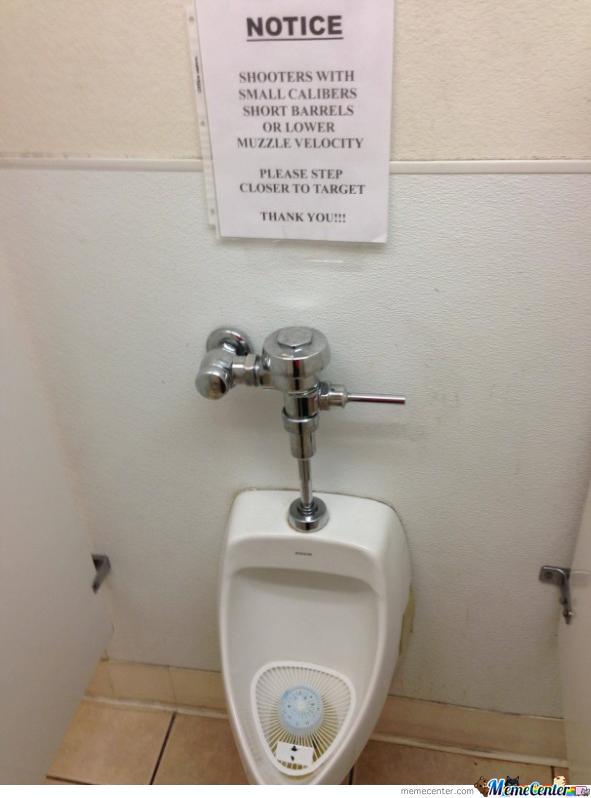 NOTICE
SHOOTERS WITH
SMALL CALIBERS
SHORT BARRELS
OR LOWER
MUZZLE VELOCITY
PLEASE STEP
CLOSER TO TARGET
THANK YOU!!!
memecenter.com MemeCenter